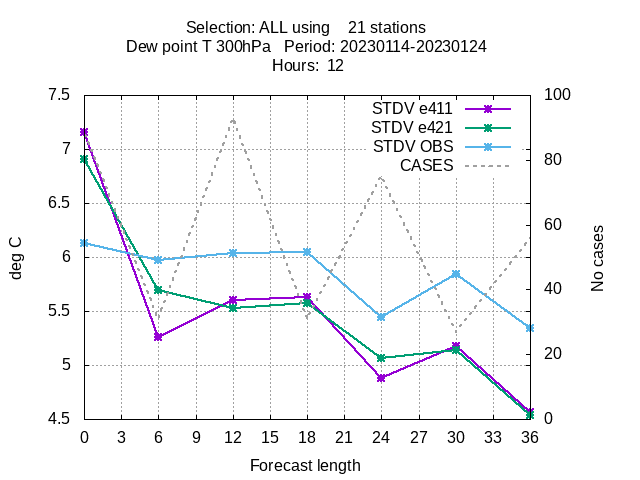 Selection: ALL using    21 stations
Dew point T 300hPa   Period: 20230114-20230124
Hours:  12
7.5
7
6.5
6
5.5
5
4.5
deg C
STDV e411
STDV e421
STDV OBS
CASES
100
80
60
40
20
0
No cases
0 3 6 9 12 15 18 21 24 27 30 33 36
Forecast length